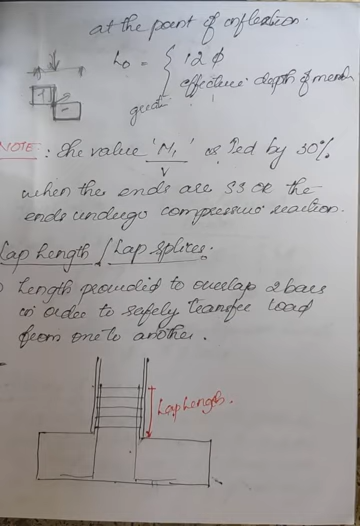 at the point of inflection.
Lo = { 12 ϕ
effective depth of member
greater
NOTE : The value 'M1/V' is ↑ed by 30%
when the ends are SS or the
ends undergo compressive reaction.
Lap Length / Lap splices.
Length provided to overlap 2 bars
in order to safely transfer load
from one to another.
Lap Length.